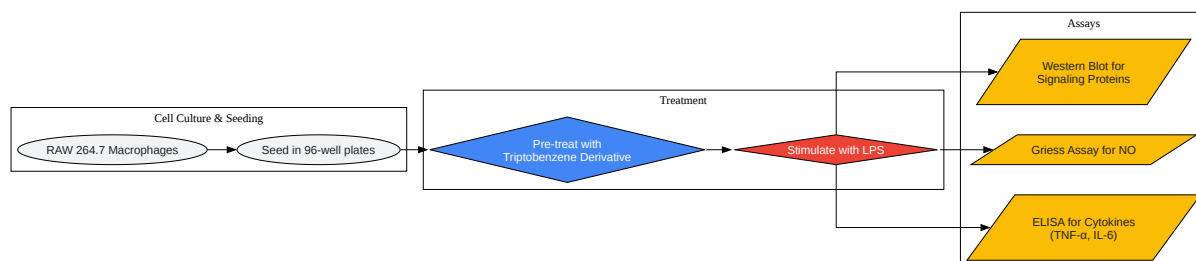 Cell Culture & Seeding
RAW 264.7 Macrophages
Seed in 96-well plates
Treatment
Pre-treat with
Triptobenzene Derivative
Stimulate with LPS
Assays
Western Blot for
Signaling Proteins
Griess Assay for NO
ELISA for Cytokines
(TNF-α, IL-6)